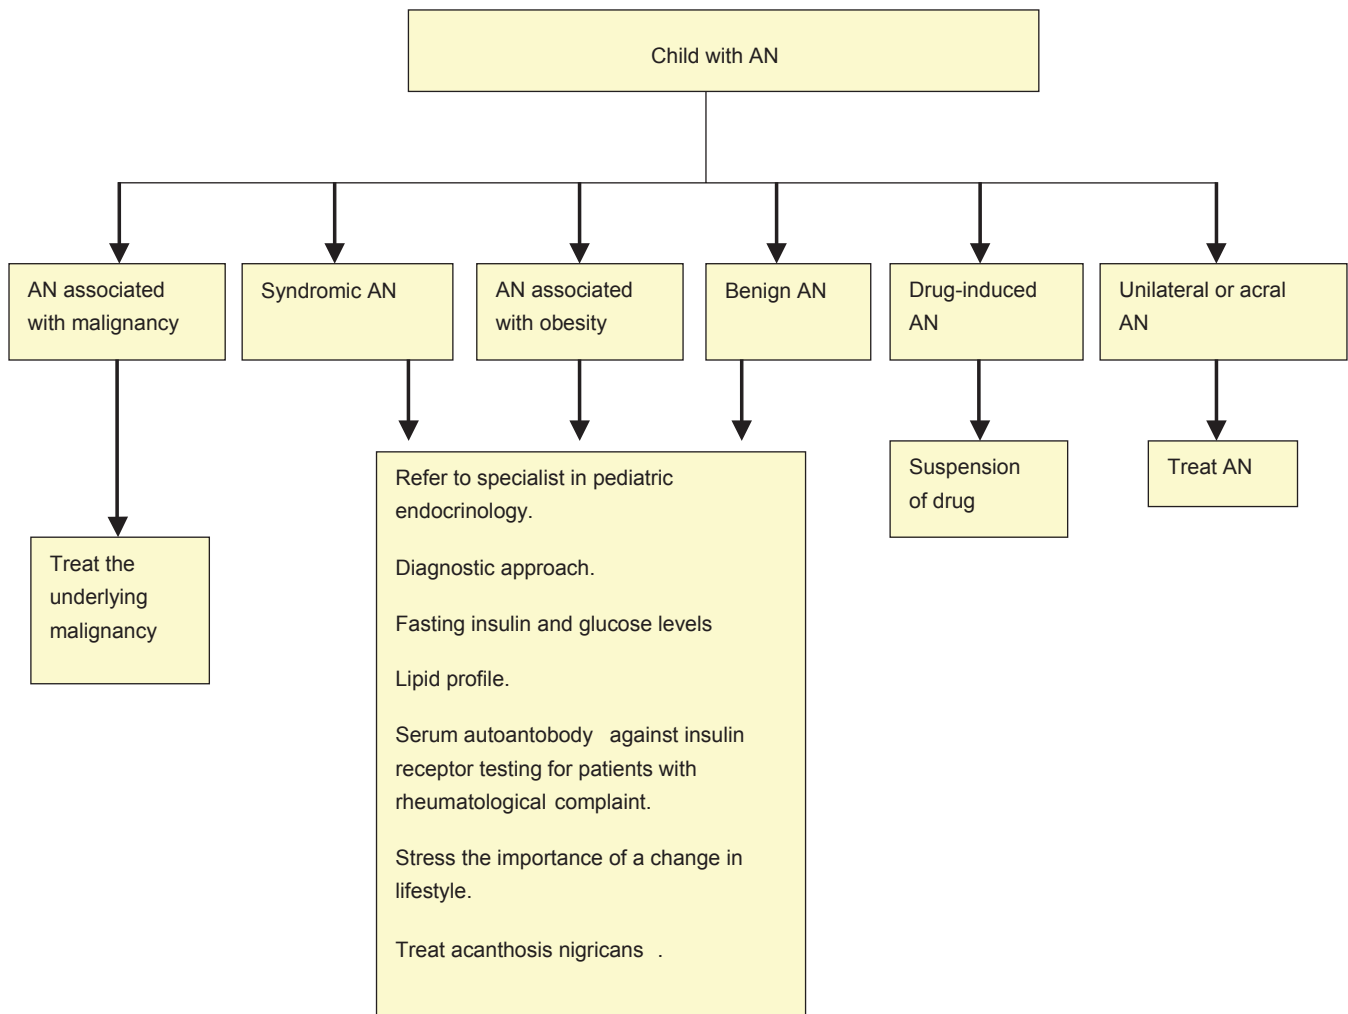 Child with AN
AN associated
with malignancy
Syndromic AN
AN associated
with obesity
Benign AN
Drug-induced
AN
Unilateral or acral
AN
Treat the
underlying
malignancy
Refer to specialist in pediatric
endocrinology.
Diagnostic approach.
Fasting insulin and glucose levels
Lipid profile.
Serum autoantobody against insulin
receptor testing for patients with
rheumatological complaint.
Stress the importance of a change in
lifestyle.
Treat acanthosis nigricans .
Suspension
of drug
Treat AN